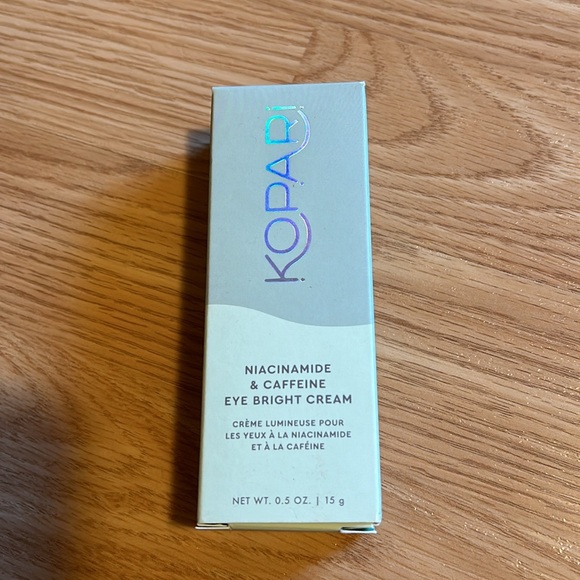 KOPARI
NIACINAMIDE
& CAFFEINE
EYE BRIGHT CREAM
CRÈME LUMINEUSE POUR
LES YEUX À LA NIACINAMIDE
ET À LA CAFÉINE
NET WT. 0.5 OZ. | 15 g